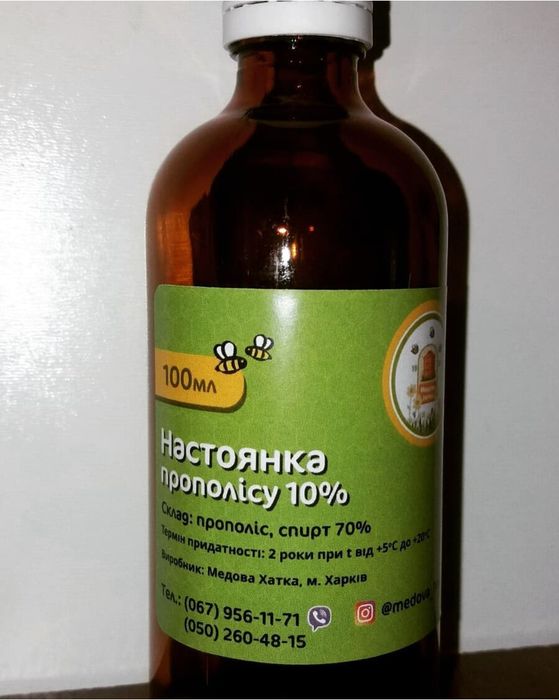 100мл
Настоянка
прополісу 10%
Склад: прополіс, спирт 70%
Термін придатності: 2 роки при t від +5°C до +20°C
Виробник: Медова Хатка, м. Харків
Тел.: (067) 956-11-71
(050) 260-48-15
@medova_